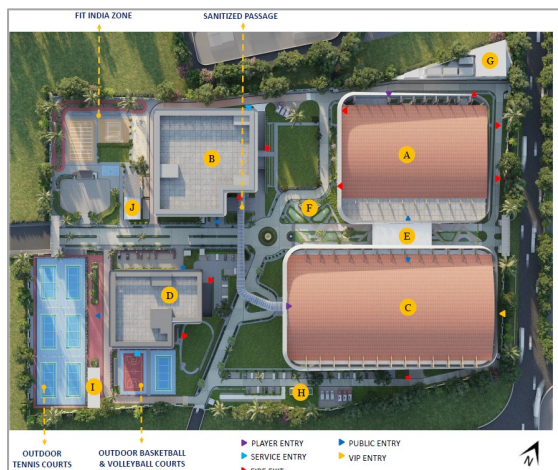 FIT INDIA ZONE
SANITIZED PASSAGE
G
A
B
J
F
E
D
C
I
H
OUTDOOR
TENNIS COURTS
OUTDOOR BASKETBALL
& VOLLEYBALL COURTS
PLAYER ENTRY
PUBLIC ENTRY
SERVICE ENTRY
VIP ENTRY
N